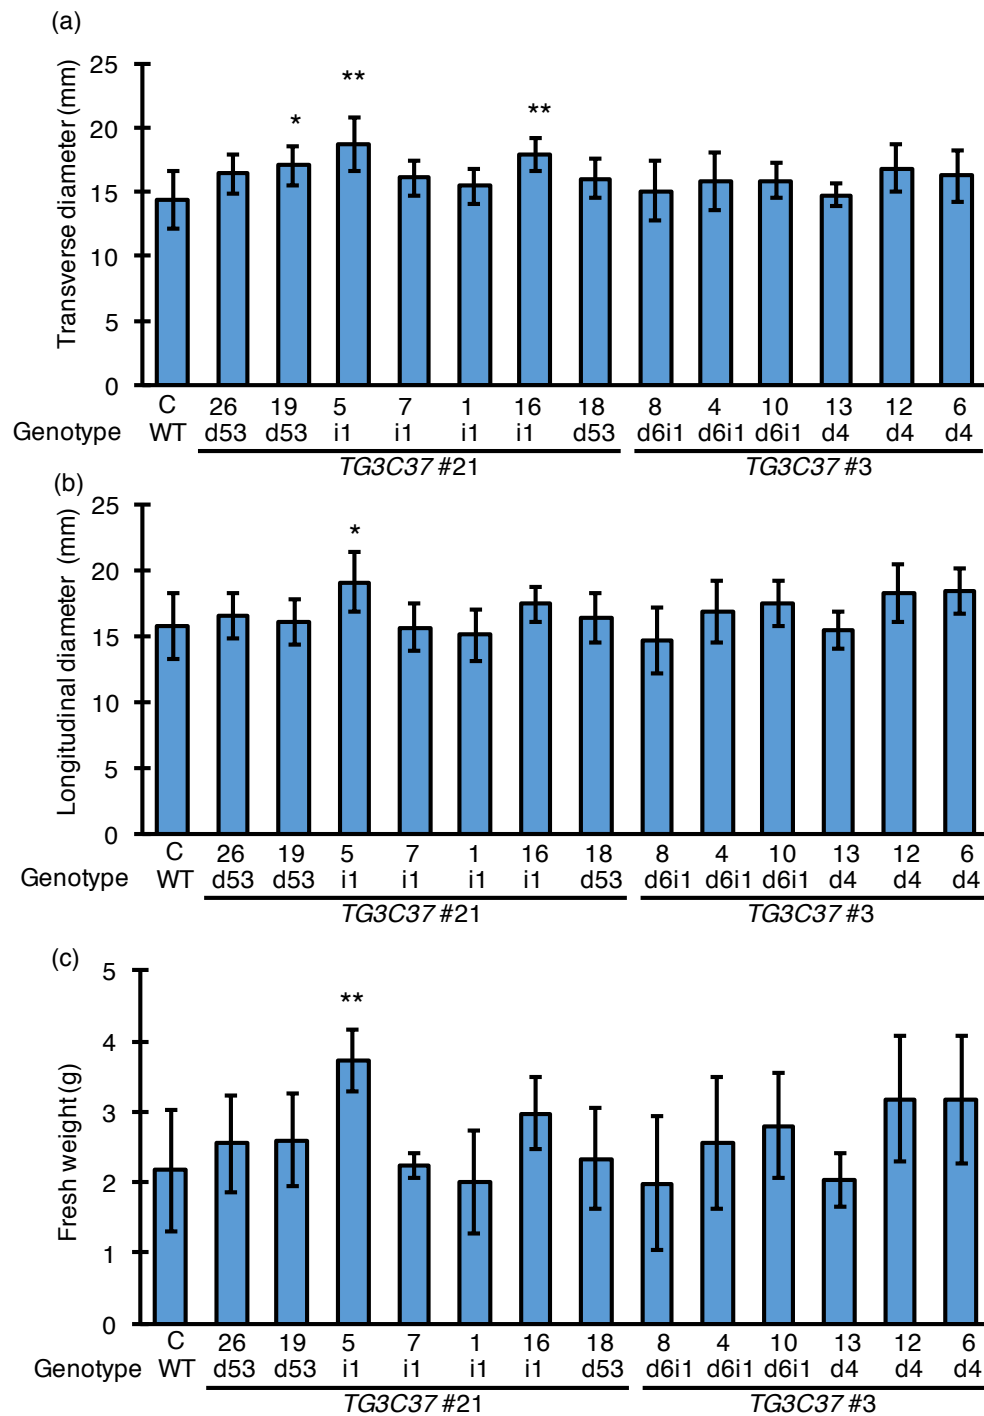 (a)
Transverse diameter (mm)
25
20
15
10
5
0
* ** **
C 26 19 5 7 1 16 18 8 4 10 13 12 6
Genotype WT d53 d53 i1 i1 i1 i1 d53 d6i1 d6i1 d6i1 d4 d4 d4
TG3C37 #21 TG3C37 #3
(b)
Longitudinal diameter (mm)
25
20
15
10
5
0
*
C 26 19 5 7 1 16 18 8 4 10 13 12 6
Genotype WT d53 d53 i1 i1 i1 i1 d53 d6i1 d6i1 d6i1 d4 d4 d4
TG3C37 #21 TG3C37 #3
(c)
Fresh weight (g)
5
4
3
2
1
0
**
C 26 19 5 7 1 16 18 8 4 10 13 12 6
Genotype WT d53 d53 i1 i1 i1 i1 d53 d6i1 d6i1 d6i1 d4 d4 d4
TG3C37 #21 TG3C37 #3